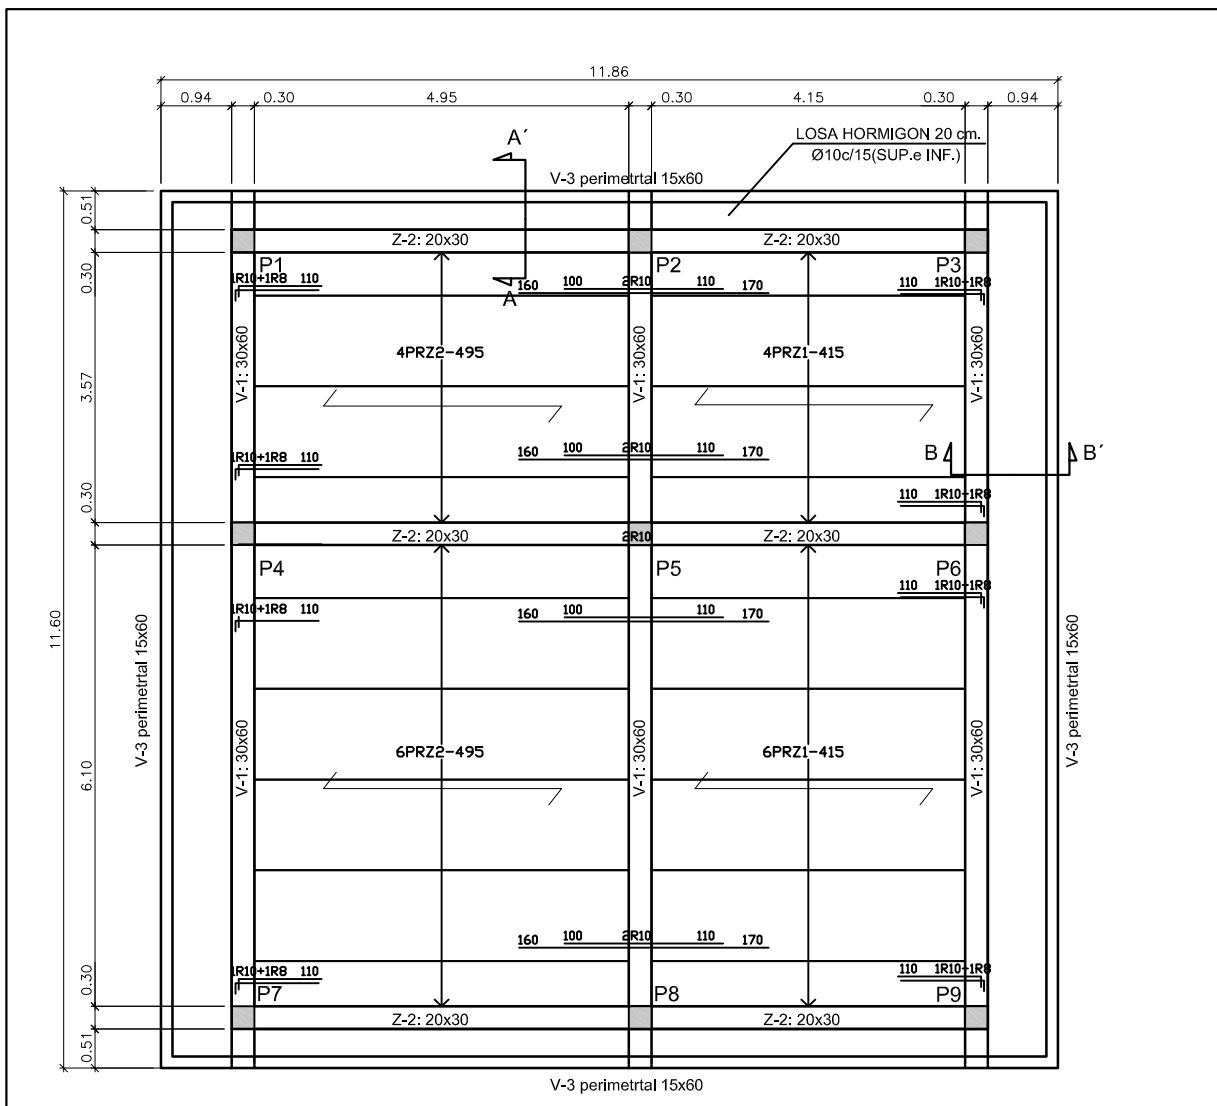 11.86
0.94 0.30 4.95 0.30 4.15 0.30 0.94
A´
LOSA HORMIGON 20 cm.
Ø10c/15(SUP.e INF.)
V-3 perimetrtal 15x60
0.51
Z-2: 20x30 Z-2: 20x30
P1 P2 P3
0.30
1R10+1R8 110
A
160 100 2R10 110 170
110 1R10+1R8
V-1: 30x60
4PRZ2-495
V-1: 30x60
4PRZ1-415
V-1: 30x60
3.57
1R10+1R8 110
160 100 2R10 110 170
B B´
110 1R10+1R8
0.30
Z-2: 20x30 2R10 Z-2: 20x30
P4 P5 P6
110 1R10+1R8
1R10+1R8 110
160 100 110 170
11.60
V-3 perimetrtal 15x60
V-3 perimetrtal 15x60
6.10
V-1: 30x60
6PRZ2-495
V-1: 30x60
6PRZ1-415
V-1: 30x60
160 100 2R10 110 170
1R10+1R8 110
110 1R10+1R8
0.30
P7 P8 P9
Z-2: 20x30 Z-2: 20x30
0.51
V-3 perimetrtal 15x60